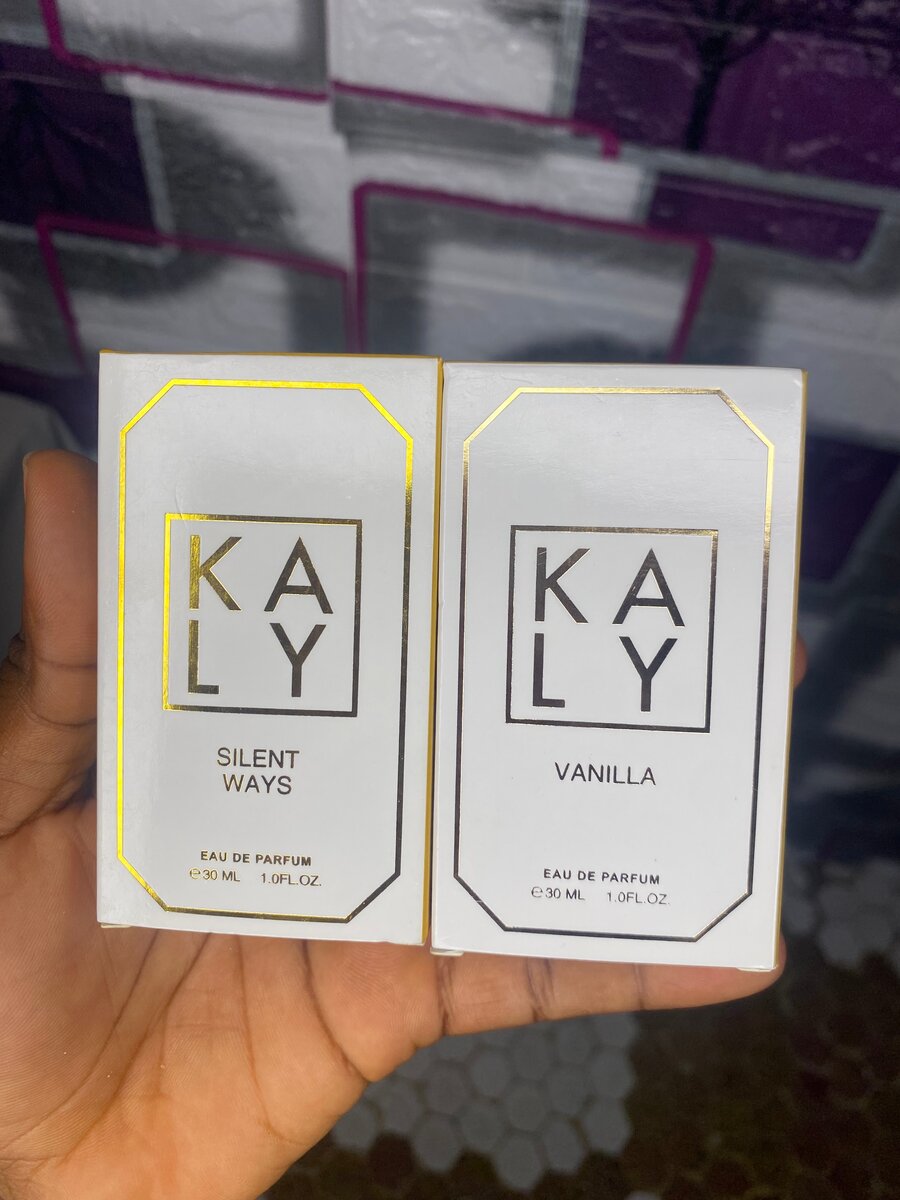 KA
LY
SILENT
WAYS
EAU DE PARFUM
℮30 ML 1.0FL.OZ.
KA
LY
VANILLA
EAU DE PARFUM
℮30 ML 1.0FL.OZ.